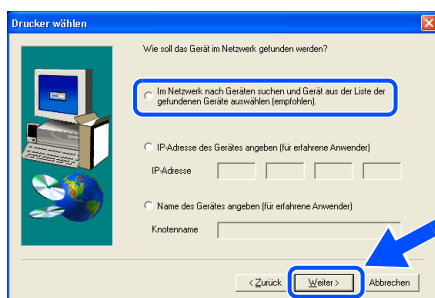 Drucker wählen
Wie soll das Gerät im Netzwerk gefunden werden?
Im Netzwerk nach Geräten suchen und Gerät aus der Liste der
gefundenen Geräte auswählen (empfohlen).
IP-Adresse des Gerätes angeben (für erfahrene Anwender)
IP-Adresse
Name des Gerätes angeben (für erfahrene Anwender)
Knotenname
< Zurück
Weiter >
Abbrechen